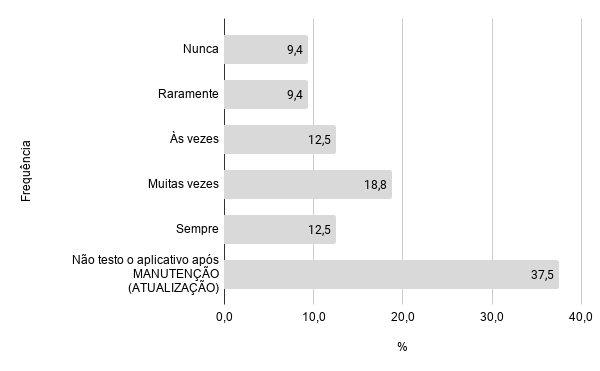 Frequência
Nunca
9,4
Raramente
9,4
Às vezes
12,5
Muitas vezes
18,8
Sempre
12,5
Não testo o aplicativo após
MANUTENÇÃO
(ATUALIZAÇÃO)
37,5
0,0 10,0 20,0 30,0 40,0
%